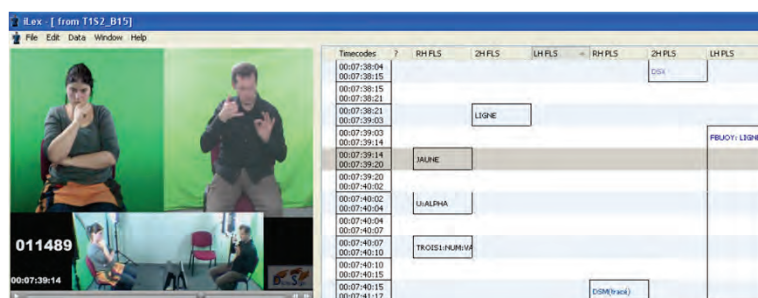 iLex - [ from T1S2_B15]
File Edit Data Window Help
Timecodes ? RH FLS 2H FLS LH FLS RH PLS 2H PLS LH PLS
00:07:38:04
00:07:38:15
DSX
00:07:38:15
00:07:38:21
00:07:38:21
00:07:39:03
LIGNE
00:07:39:03
00:07:39:14
FBUOY: LIGNE
00:07:39:14
00:07:39:20
JAUNE
00:07:39:20
00:07:40:02
00:07:40:02
00:07:40:04
U:ALPHA
00:07:40:04
00:07:40:07
00:07:40:07
00:07:40:10
TROIS1:NUM:VA
00:07:40:10
00:07:40:15
00:07:40:15
00:07:41:17
DSM(traxi)
011489
00:07:39:14